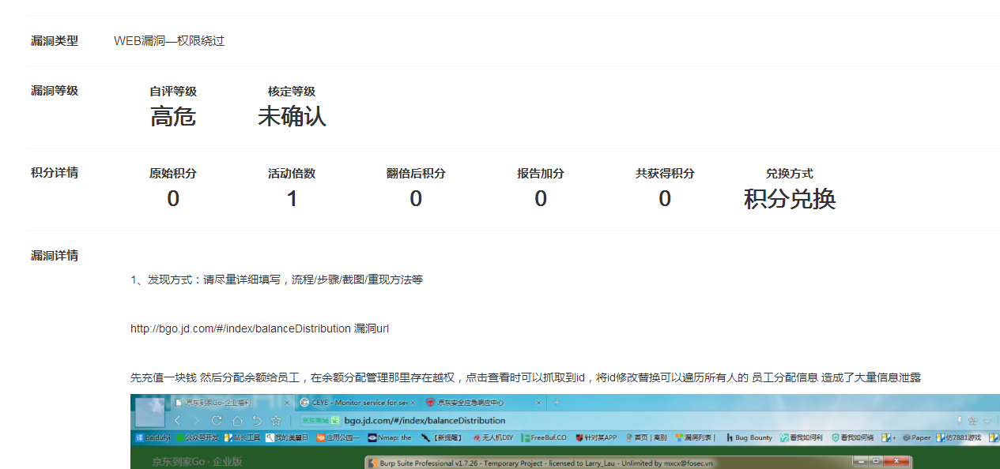 漏洞类型 WEB漏洞—权限绕过
漏洞等级 自评等级 核定等级
高危 未确认
积分详情 原始积分 活动倍数 翻倍后积分 报告加分 共获得积分 兑换方式
0 1 0 0 0 积分兑换
漏洞详情
1、发现方式：请尽量详细填写，流程/步骤/截图/重现方法等
http://bgo.jd.com/#/index/balanceDistribution 漏洞url
先充值一块钱 然后分配余额给员工，在余额分配管理那里存在越权，点击查看时可以抓取到id，将id修改替换可以遍历所有人的 员工分配信息 造成了大量信息泄露
京东到家Go-企业福利 CEYE - Monitor service for sec 京东安全应急响应中心
京东商城 证 bgo.jd.com/#/index/balanceDistribution
译 Baidufyi 公众号开发 站长工具 我的美篇日 应用公园— Nmap: the 【新提醒】 无人机DIY FreeBuf.CO 针对某APP 首页 | 离别 漏洞列表 | Bug Bounty 看我如何利 看我如何绕 + Paper 仿7881游戏
京东到家Go · 企业版 Burp Suite Professional v1.7.26 - Temporary Project - licensed to Larry_Lau - Unlimited by mxcx@fosec.vn